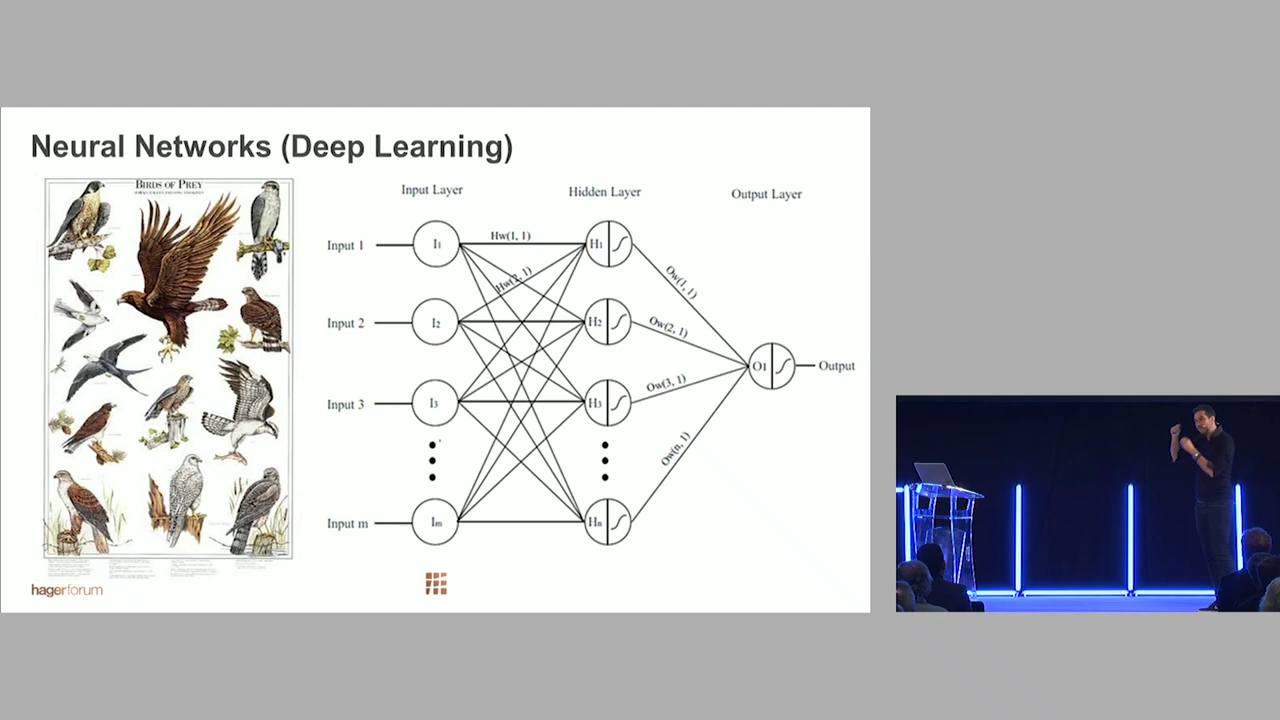 Neural Networks (Deep Learning)
BIRDS OF PREY
Input Layer
Hidden Layer
Output Layer
Input 1
I1
Hw(1, 1)
H1
Ow(1, 1)
Hw(2, 1)
Input 2
I2
H2
Ow(2, 1)
O1
Output
Input 3
I3
H3
Ow(3, 1)
Ow(n, 1)
Input m
Im
Hn
hagerforum